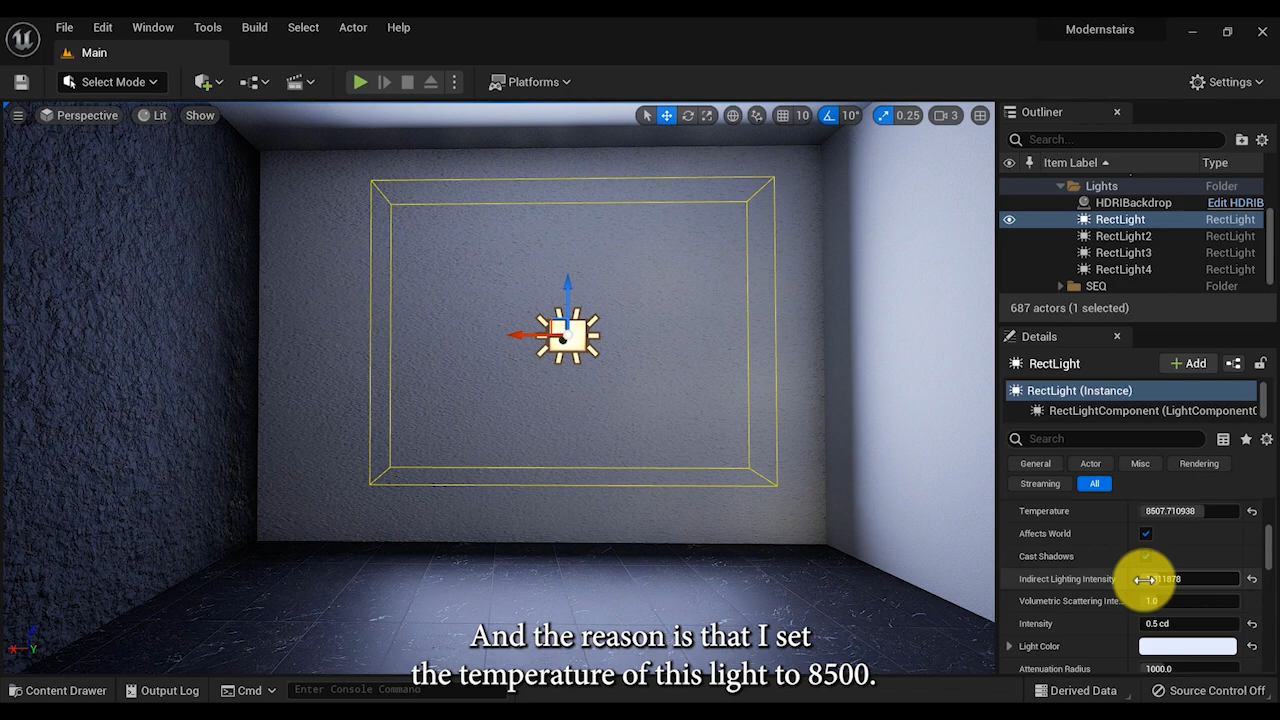 File Edit Window Tools Build Select Actor Help
Modernstairs
Main
Select Mode
Platforms
Settings
Perspective Lit Show
10 10° 0.25 3
Outliner
Search...
Item Label Type
Lights Folder
HDRIBackdrop Edit HDRIB
RectLight RectLight
RectLight2 RectLight
RectLight3 RectLight
RectLight4 RectLight
SEQ Folder
687 actors (1 selected)
Details
RectLight
Add
RectLight (Instance)
RectLightComponent (LightComponent0
Search
General Actor Misc Rendering
Streaming All
Temperature 8507.710938
Affects World
Cast Shadows
Indirect Lighting Intensity
Volumetric Scattering Inte... 1.0
Intensity 0.5 cd
Light Color
Attenuation Radius 1000.0
X Y
And the reason is that I set
the temperature of this light to 8500.
Content Drawer Output Log Cmd Enter Console Command Derived Data Source Control Off